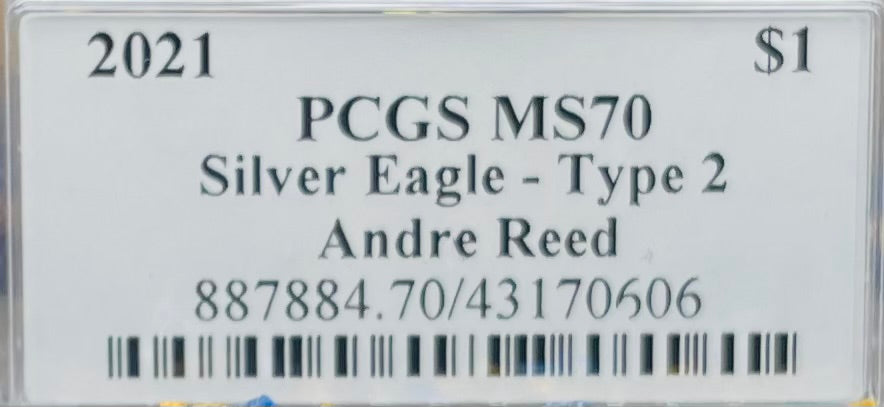 2021 $1
PCGS MS70
Silver Eagle - Type 2
Andre Reed
887884.70/43170606